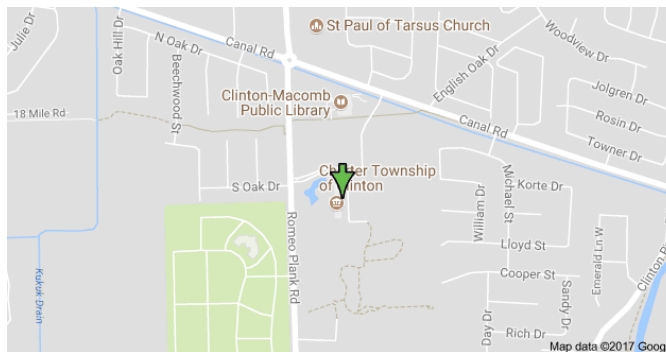 Julie Dr
Oak Hill Dr
N Oak Dr
Beechwood St
Canal Rd
St Paul of Tarsus Church
English Oak Dr
Woodview Dr
Jolgren Dr
Rosin Dr
Towner Dr
Clinton-Macomb
Public Library
18 Mile Rd
Canal Rd
S Oak Dr
Township
of
Romeo Plank Rd
William Dr
Michael St
Korte Dr
Lloyd St
Cooper St
Emerald Ln W
Sandy Dr
Day Dr
Rich Dr
Kukuk Drain
Map data ©2017